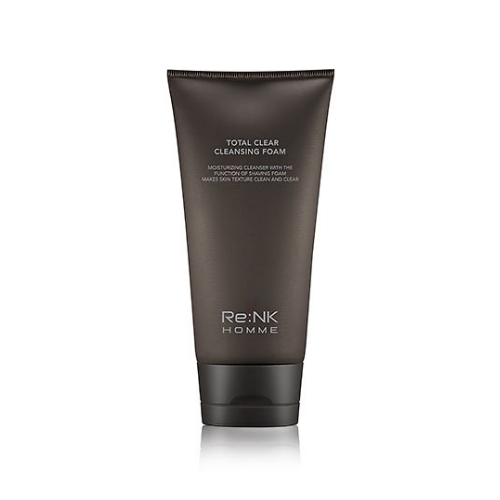 TOTAL CLEAR
CLEANSING FOAM
MOISTURIZING CLEANSER WITH THE
FUNCTION OF SHAVING FOAM
MAKES SKIN TEXTURE CLEAN AND CLEAR
Re:NK
HOMME